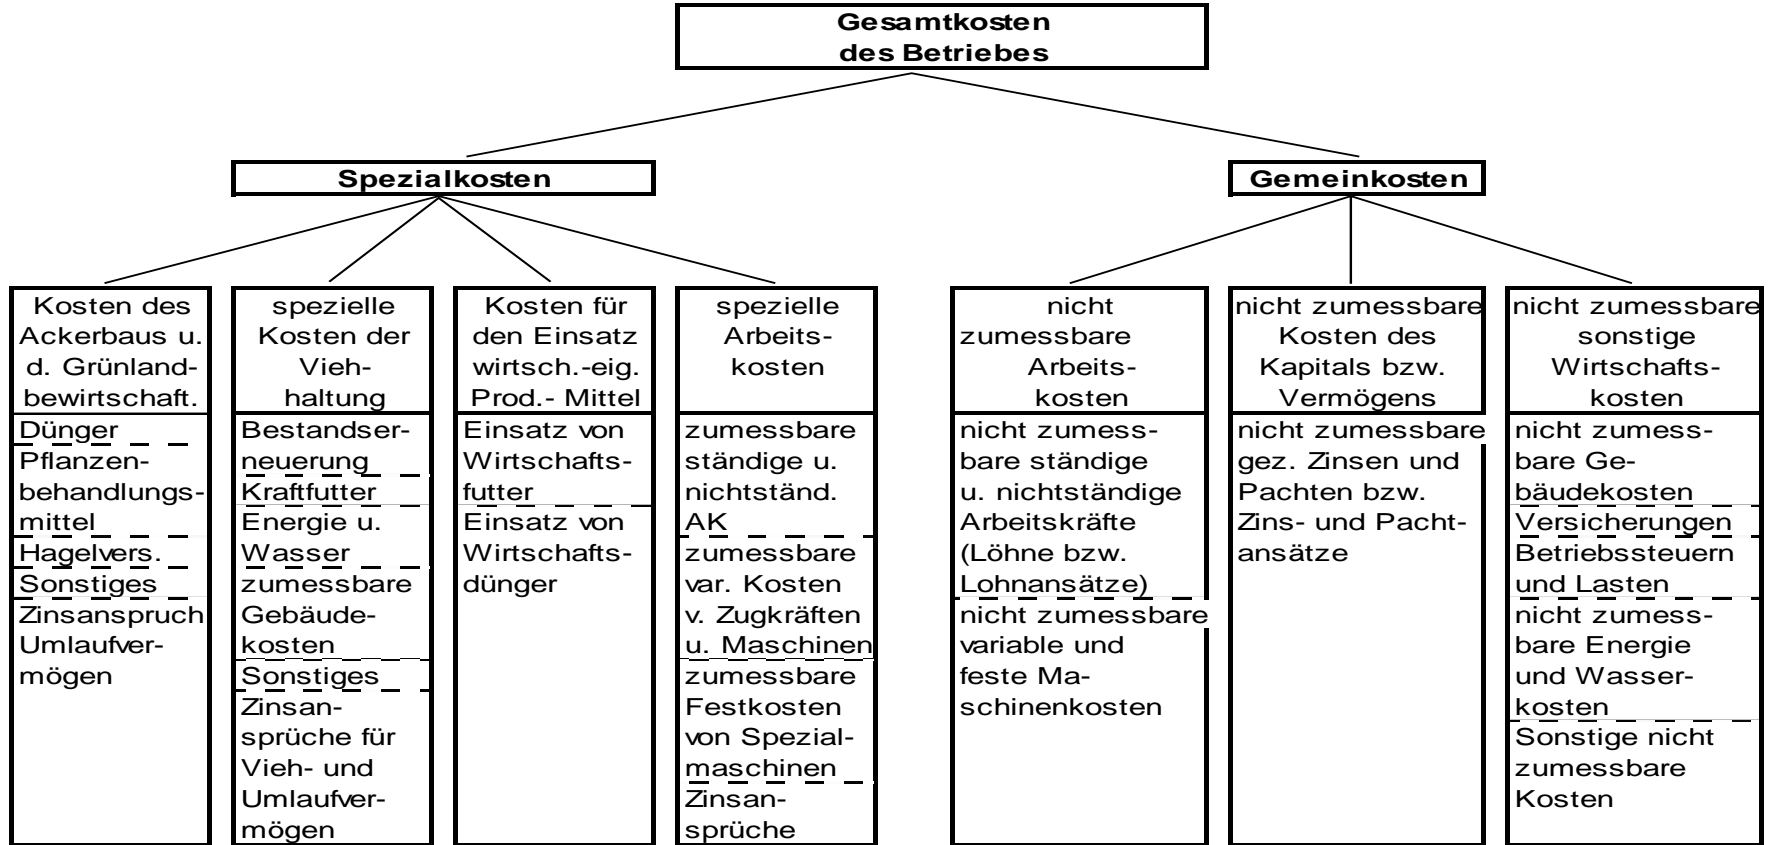 Gesamtkosten
des Betriebes
Spezialkosten
Gemeinkosten
Kosten des
Ackerbaus u.
d. Grünland-
bewirtschaft.
Dünger
Pflanzen-
behandlungs-
mittel
Hagelvers.
Sonstiges
Zinsanspruch
Umlaufver-
mögen
spezielle
Kosten der
Vieh-
haltung
Bestandser-
neuerung
Kraftfutter
Energie u.
Wasser
zumessbare
Gebäude-
kosten
Sonstiges
Zinsan-
sprüche für
Vieh- und
Umlaufver-
mögen
Kosten für
den Einsatz
wirtsch.-eig.
Prod.- Mittel
Einsatz von
Wirtschafts-
futter
Einsatz von
Wirtschafts-
dünger
spezielle
Arbeits-
kosten
zumessbare
ständige u.
nichtständ.
AK
zumessbare
var. Kosten
v. Zugkräften
u. Maschinen
zumessbare
Festkosten
von Spezial-
maschinen
Zinsan-
sprüche
nicht
zumessbare
Arbeits-
kosten
nicht zumess-
bare ständige
u. nichtständige
Arbeitskräfte
(Löhne bzw.
Lohnansätze)
nicht zumessbare
variable und
feste Ma-
schinenkosten
nicht zumessbare
Kosten des
Kapitals bzw.
Vermögens
nicht zumessbare
gez. Zinsen und
Pachten bzw.
Zins- und Pacht-
ansätze
nicht zumessbare
sonstige
Wirtschafts-
kosten
nicht zumess-
bare Ge-
bäudekosten
Versicherungen
Betriebssteuern
und Lasten
nicht zumess-
bare Energie
und Wasser-
kosten
Sonstige nicht
zumessbare
Kosten